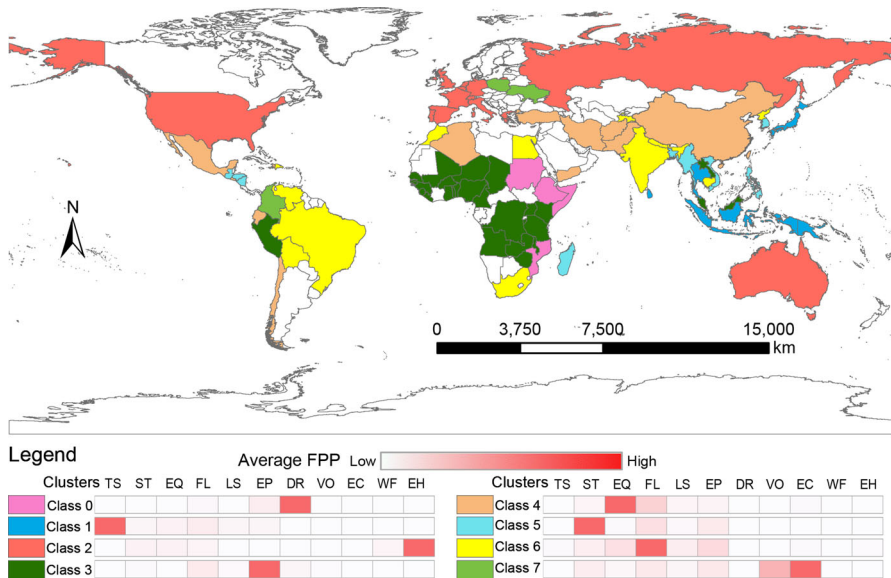 N
0 3,750 7,500 15,000
km
Legend
Average FPP Low High
Clusters TS ST EQ FL LS EP DR VO EC WF EH
Class 0
Class 1
Class 2
Class 3
Clusters TS ST EQ FL LS EP DR VO EC WF EH
Class 4
Class 5
Class 6
Class 7